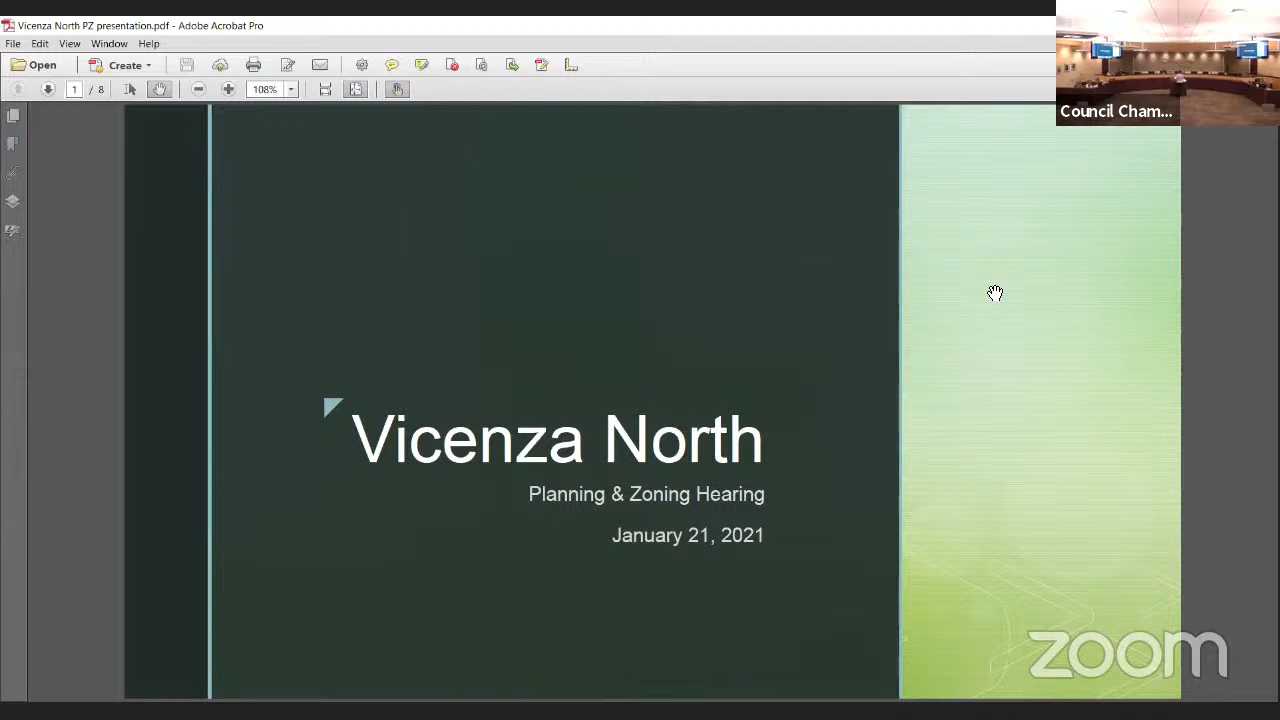 Vicenza North PZ presentation.pdf - Adobe Acrobat Pro
File Edit View Window Help
Open Create
1 / 8 108%
Council Cham...
Vicenza North
Planning & Zoning Hearing
January 21, 2021
zoom